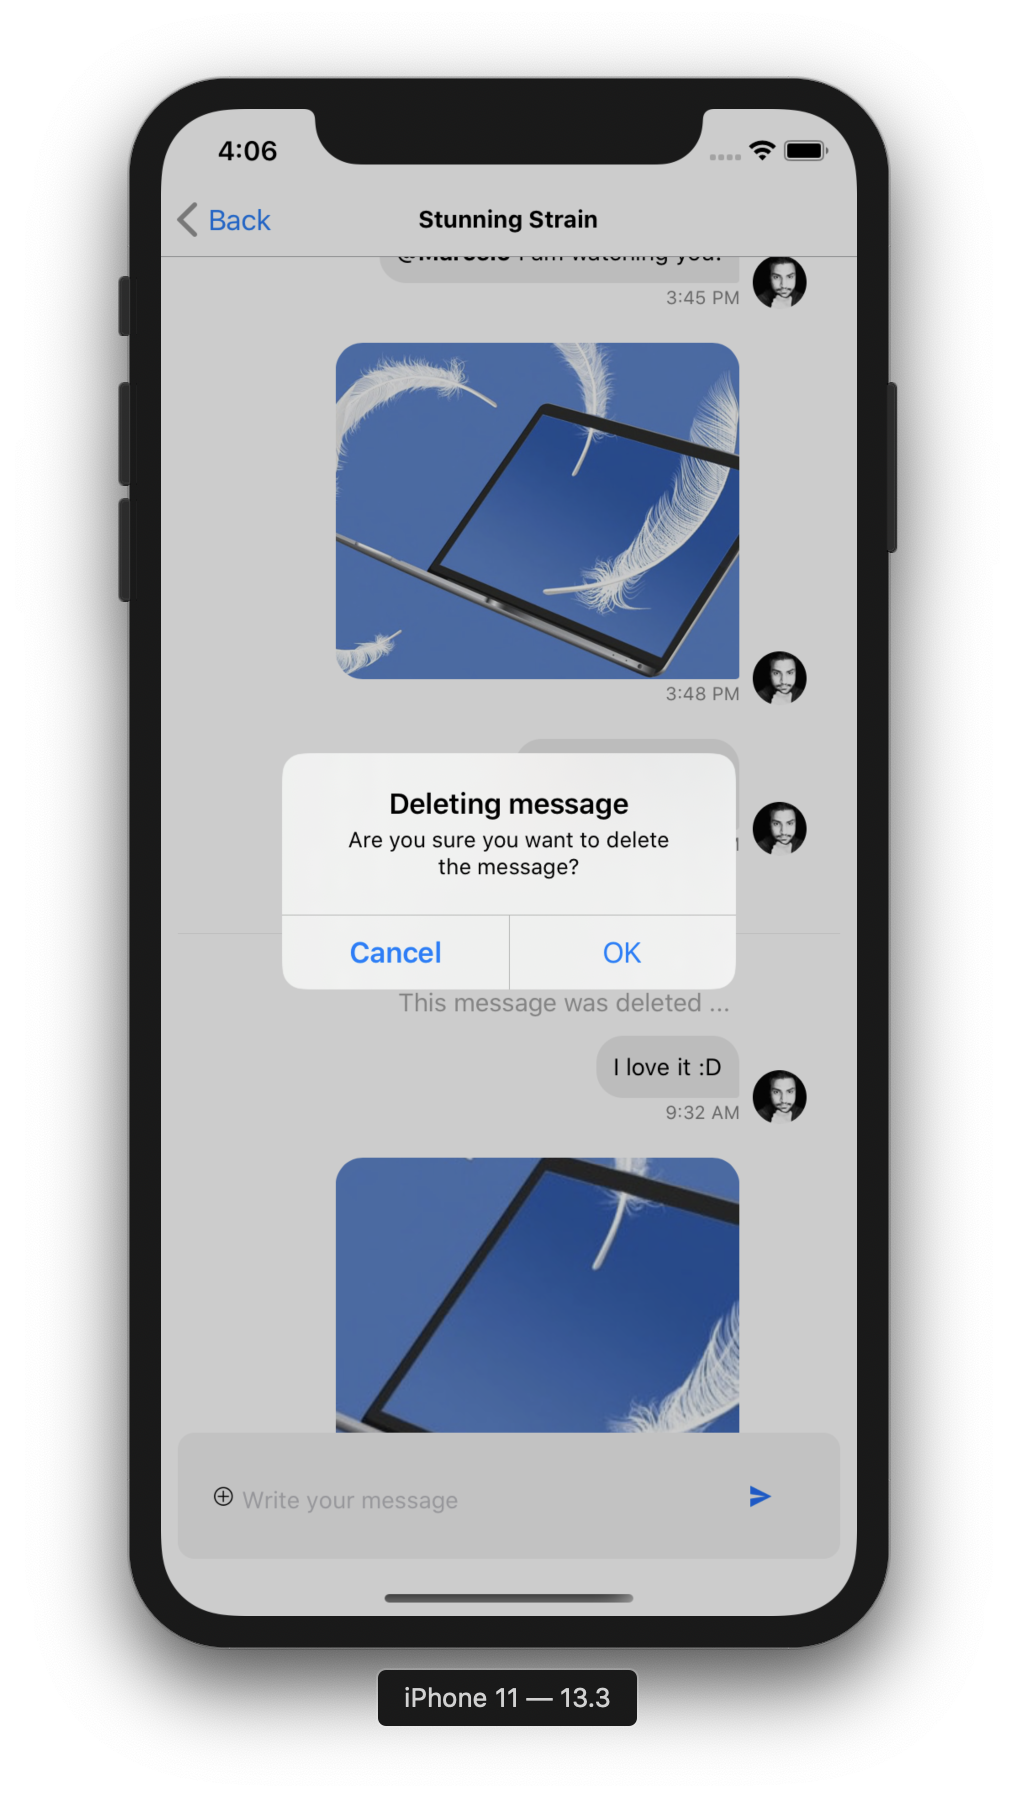 4:06
Back
Stunning Strain
@Marcelo I am watching you!
3:45 PM
3:48 PM
Deleting message
Are you sure you want to delete
the message?
Cancel
OK
This message was deleted ...
I love it :D
9:32 AM
Write your message
iPhone 11 — 13.3